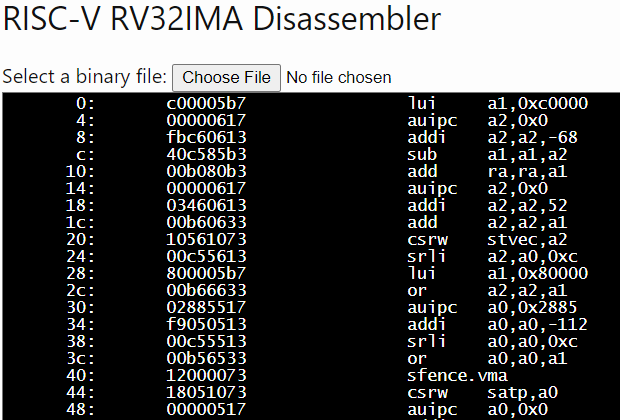 RISC-V RV32IMA Disassembler
Select a binary file: Choose File No file chosen
0: c00005b7 lui a1,0xc0000
4: 00000617 auipc a2,0x0
8: fbc60613 addi a2,a2,-68
c: 40c585b3 sub a1,a1,a2
10: 00b080b3 add ra,ra,a1
14: 00000617 auipc a2,0x0
18: 03460613 addi a2,a2,52
1c: 00b60633 add a2,a2,a1
20: 10561073 csrw stvec,a2
24: 00c55613 srli a2,a0,0xc
28: 800005b7 lui a1,0x80000
2c: 00b66633 or a2,a2,a1
30: 02885517 auipc a0,0x2885
34: f9050513 addi a0,a0,-112
38: 00c55513 srli a0,a0,0xc
3c: 00b56533 or a0,a0,a1
40: 12000073 sfence.vma
44: 18051073 csrw satp,a0
48: 00000517 auipc a0,0x0